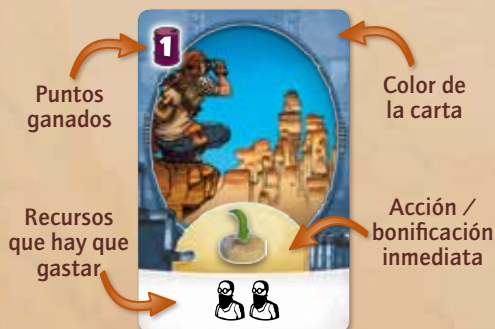 1
Puntos
ganados
Color de
la carta
Recursos
que hay que
gastar
Acción /
bonificación
inmediata